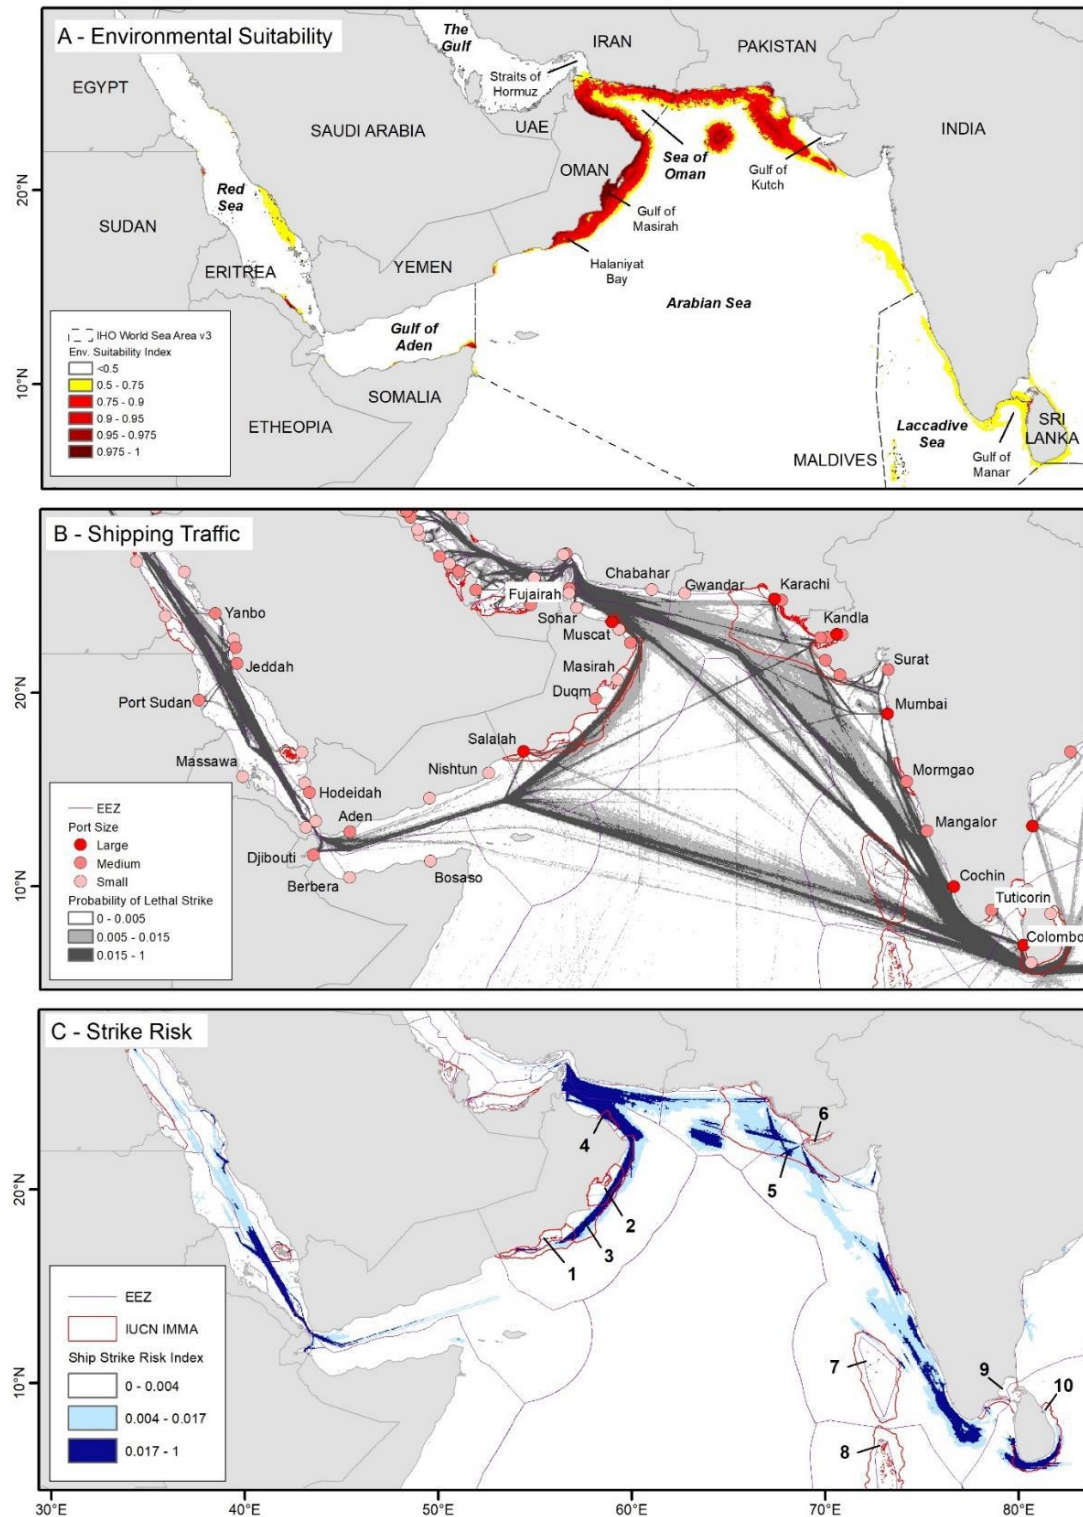 A - Environmental Suitability
The
Gulf
IRAN
PAKISTAN
EGYPT
Straits of
Hormuz
SAUDI ARABIA
UAE
INDIA
OMAN
Sea of
Oman
Gulf of
Kutch
20°N
Red
Sea
SUDAN
Gulf of
Masirah
ERITREA
YEMEN
Halaniyat
Bay
Arabian Sea
IHO World Sea Area v3
Env. Suitability Index
<0.5
0.5 - 0.75
0.75 - 0.9
0.9 - 0.95
0.95 - 0.975
0.975 - 1
Gulf of
Aden
10°N
SOMALIA
ETHEOPIA
Laccadive
Sea
SRI
LANKA
MALDIVES
Gulf of
Manar
B - Shipping Traffic
Chabahar
Gwandar
Karachi
Yanbo
Fujairah
Sohar
Muscat
Kandla
Jeddah
Masirah
Surat
20°N
Port Sudan
Duqm
Mumbai
Salalah
Massawa
Nishtun
Mormgao
EEZ
Port Size
Large
Medium
Small
Probability of Lethal Strike
0 - 0.005
0.005 - 0.015
0.015 - 1
Hodeidah
Aden
Mangalor
Djibouti
Berbera
Bosaso
Cochin
10°N
Tuticorin
Colombo
C - Strike Risk
4
6
5
20°N
2
1
3
EEZ
IUCN IMMA
Ship Strike Risk Index
0 - 0.004
0.004 - 0.017
0.017 - 1
7
9
10
10°N
8
30°E
40°E
50°E
60°E
70°E
80°E